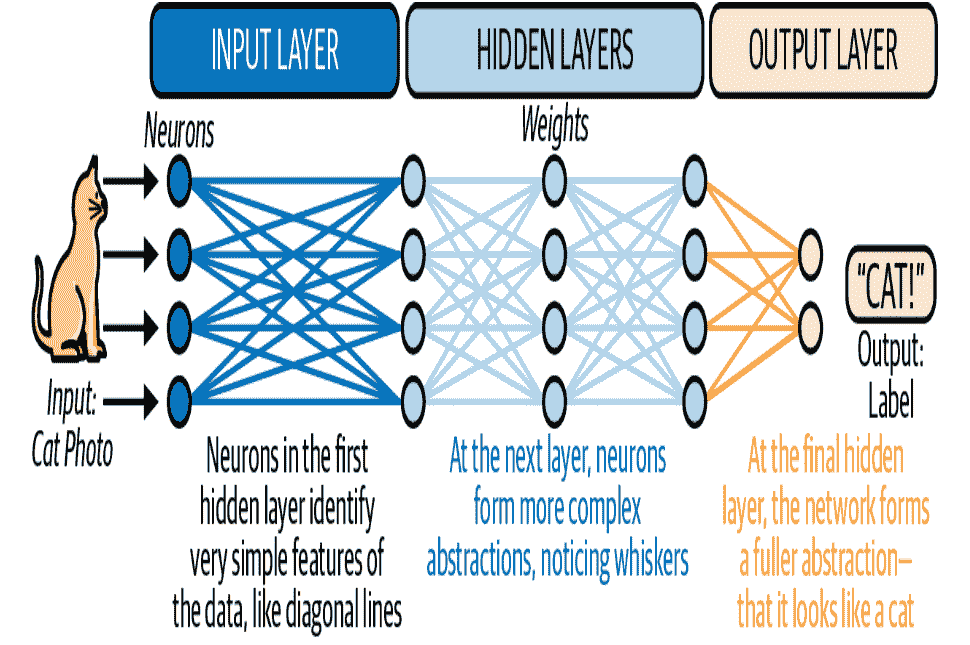 INPUT LAYER
HIDDEN LAYERS
OUTPUT LAYER
Neurons
Weights
Input:
Cat Photo
"CAT!"
Output:
Label
Neurons in the first
hidden layer identify
very simple features of
the data, like diagonal lines
At the next layer, neurons
form more complex
abstractions, noticing whiskers
At the final hidden
layer, the network forms
a fuller abstraction–
that it looks like a cat